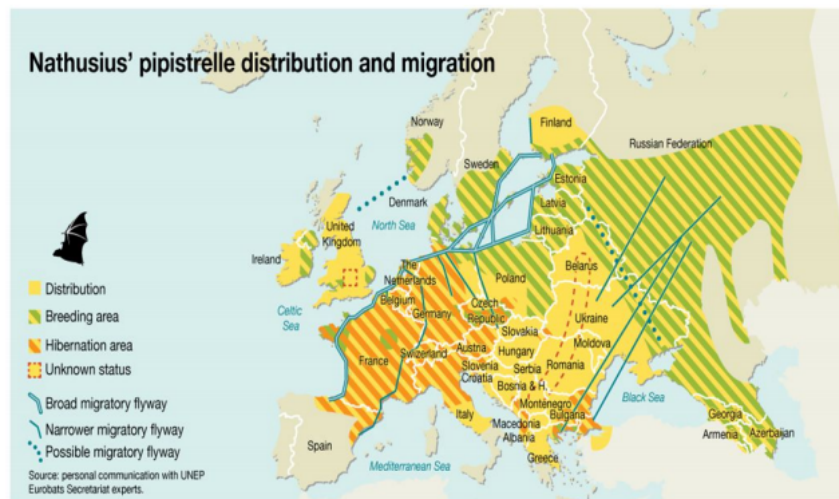 Nathusius' pipistrelle distribution and migration
Norway
Finland
Russian Federation
Sweden
Estonia
Denmark
Latvia
North Sea
Lithuania
United
Kingdom
Ireland
The
Netherlands
Belarus
Poland
Belgium
Germany
Czech
Republic
Celtic
Sea
Ukraine
Slovakia
France
Switzerland
Austria
Hungary
Moldova
Slovenia
Croatia
Serbia
Romania
Bosnia & H.
Montenegro
Bulgaria
Black Sea
Italy
Macedonia
Albania
Georgia
Armenia
Azerbaijan
Spain
Greece
Mediterranean Sea
Distribution
Breeding area
Hibernation area
Unknown status
Broad migratory flyway
Narrower migratory flyway
Possible migratory flyway
Source: personal communication with UNEP
Eurobats Secretariat experts.